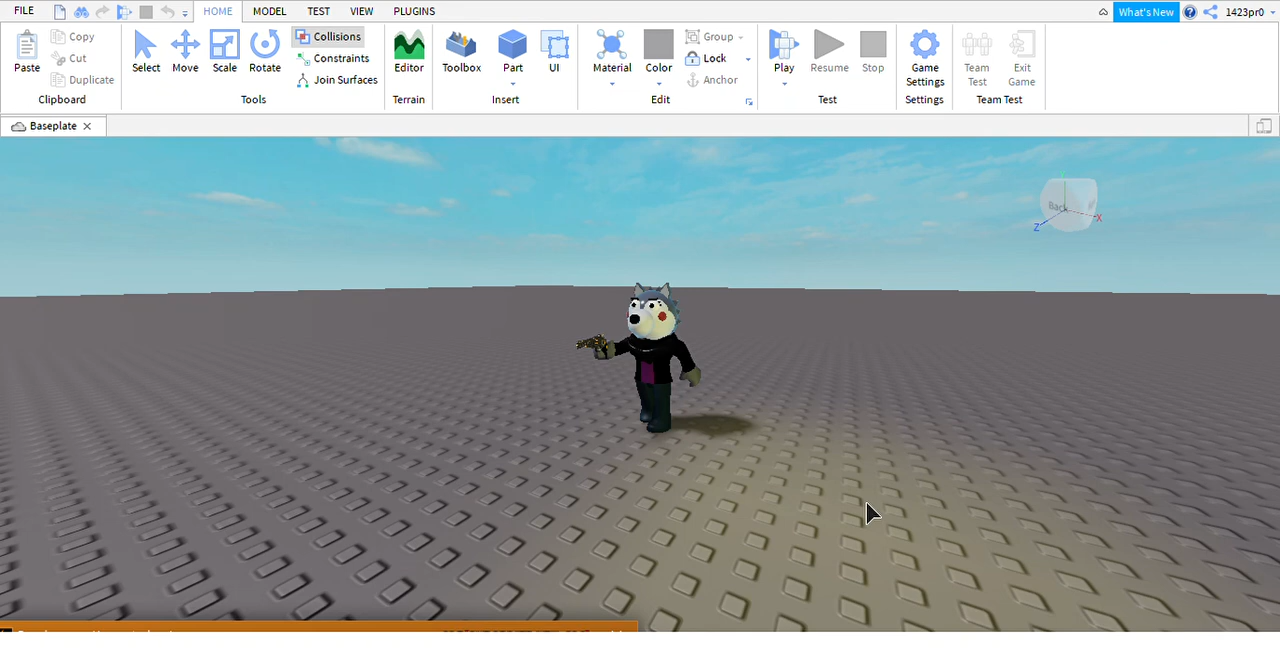 FILE HOME MODEL TEST VIEW PLUGINS What's New 1423pr0
Copy Collisions Group
Cut Constraints Lock
Paste Select Move Scale Rotate Editor Toolbox Part UI Material Color Play Resume Stop Game Settings Team Test Exit Game
Duplicate Join Surfaces Anchor
Clipboard Tools Terrain Insert Edit Test Settings Team Test
Baseplate
Back
X
Z